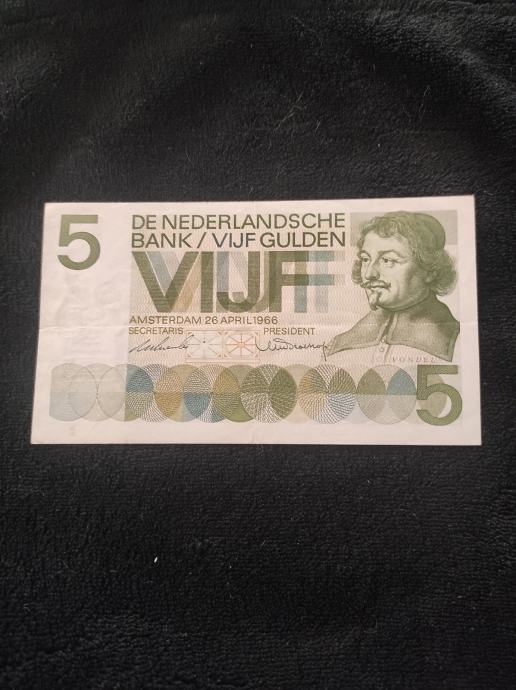 5
DE NEDERLANDSCHE
BANK / VIJF GULDEN
VIJF
AMSTERDAM 26 APRIL 1966
SECRETARIS PRESIDENT
VONDEL
5